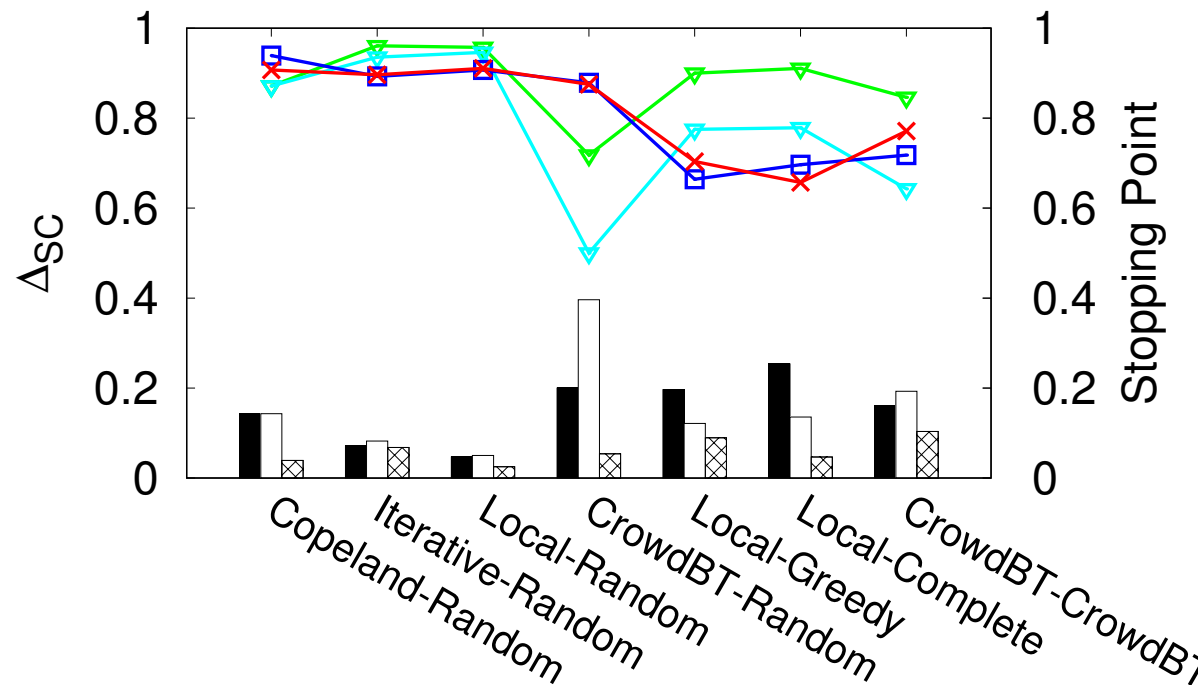 1
0.8
0.6
0.4
0.2
0
ΔSC
1
0.8
0.6
0.4
0.2
0
Stopping Point
Copeland-Random
Iterative-Random
Local-Random
CrowdBT-Random
Local-Greedy
Local-Complete
CrowdBT-CrowdBT